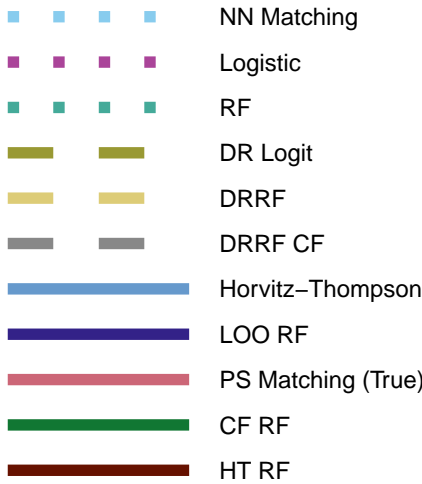 NN Matching
Logistic
RF
DR Logit
DRRF
DRRF CF
Horvitz−Thompson
LOO RF
PS Matching (True)
CF RF
HT RF